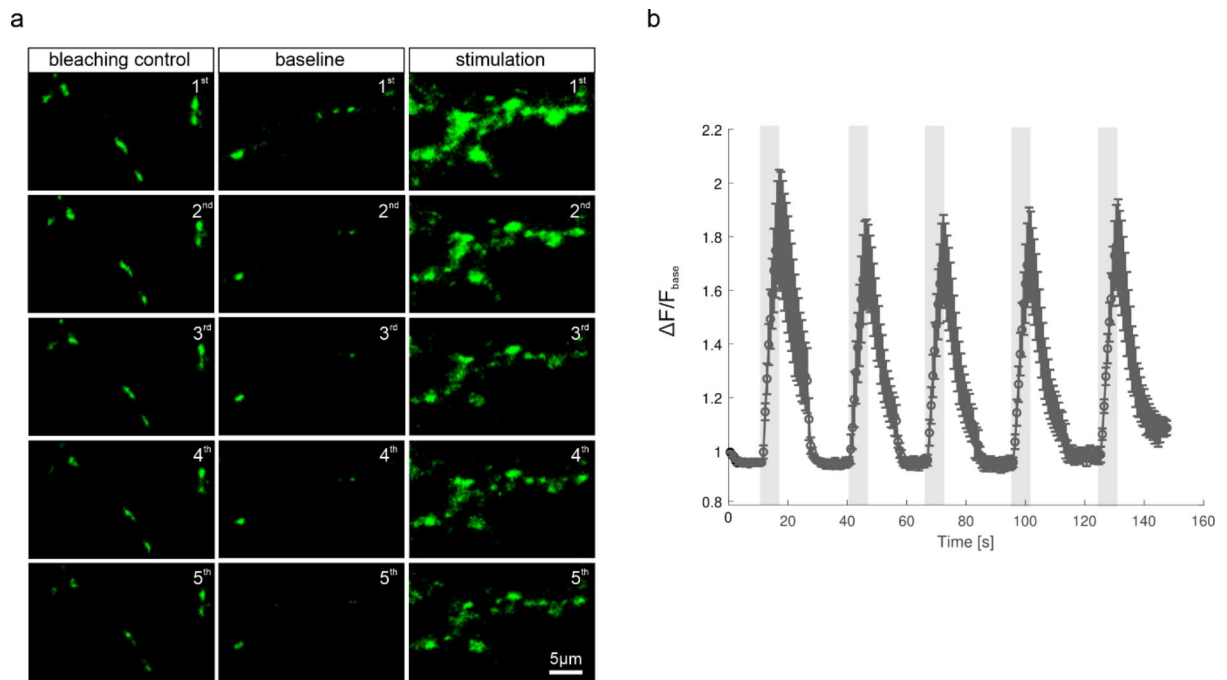 a
bleaching control baseline stimulation
1st 1st 1st
2nd 2nd 2nd
3rd 3rd 3rd
4th 4th 4th
5th 5th 5th
5µm
b
ΔF/Fbase
2.2
2
1.8
1.6
1.4
1.2
1
0.8
0 20 40 60 80 100 120 140 160
Time [s]